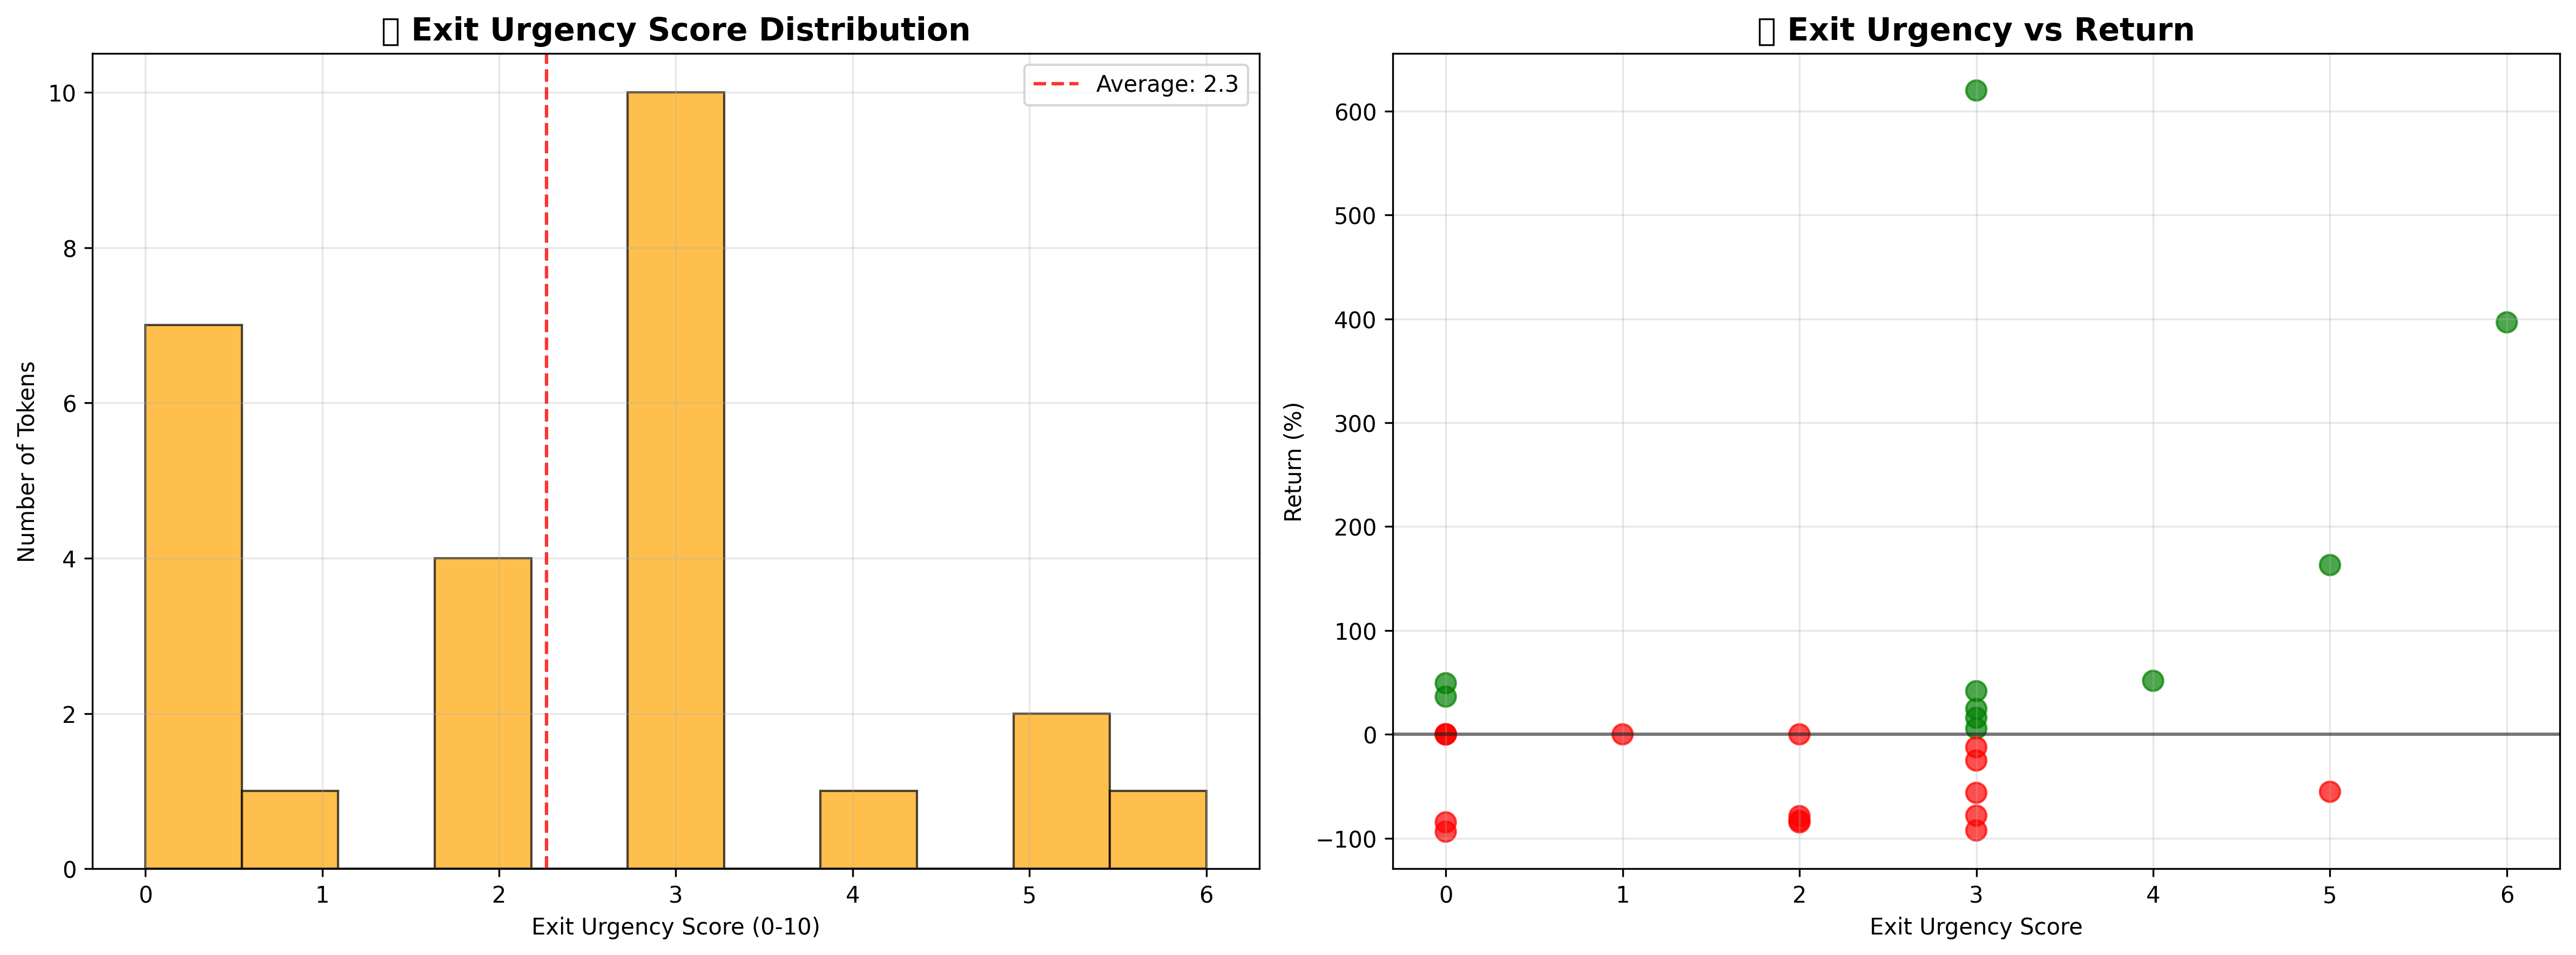 Exit Urgency Score Distribution
Average: 2.3
Number of Tokens
10
8
6
4
2
0
0 1 2 3 4 5 6
Exit Urgency Score (0-10)
Exit Urgency vs Return
Return (%)
600
500
400
300
200
100
0
−100
0 1 2 3 4 5 6
Exit Urgency Score